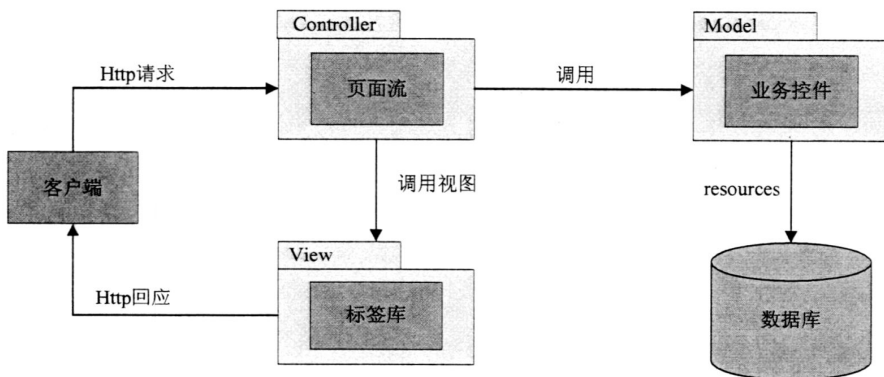 Controller
Model
Http请求
页面流
调用
业务控件
客户端
调用视图
resources
View
Http回应
标签库
数据库